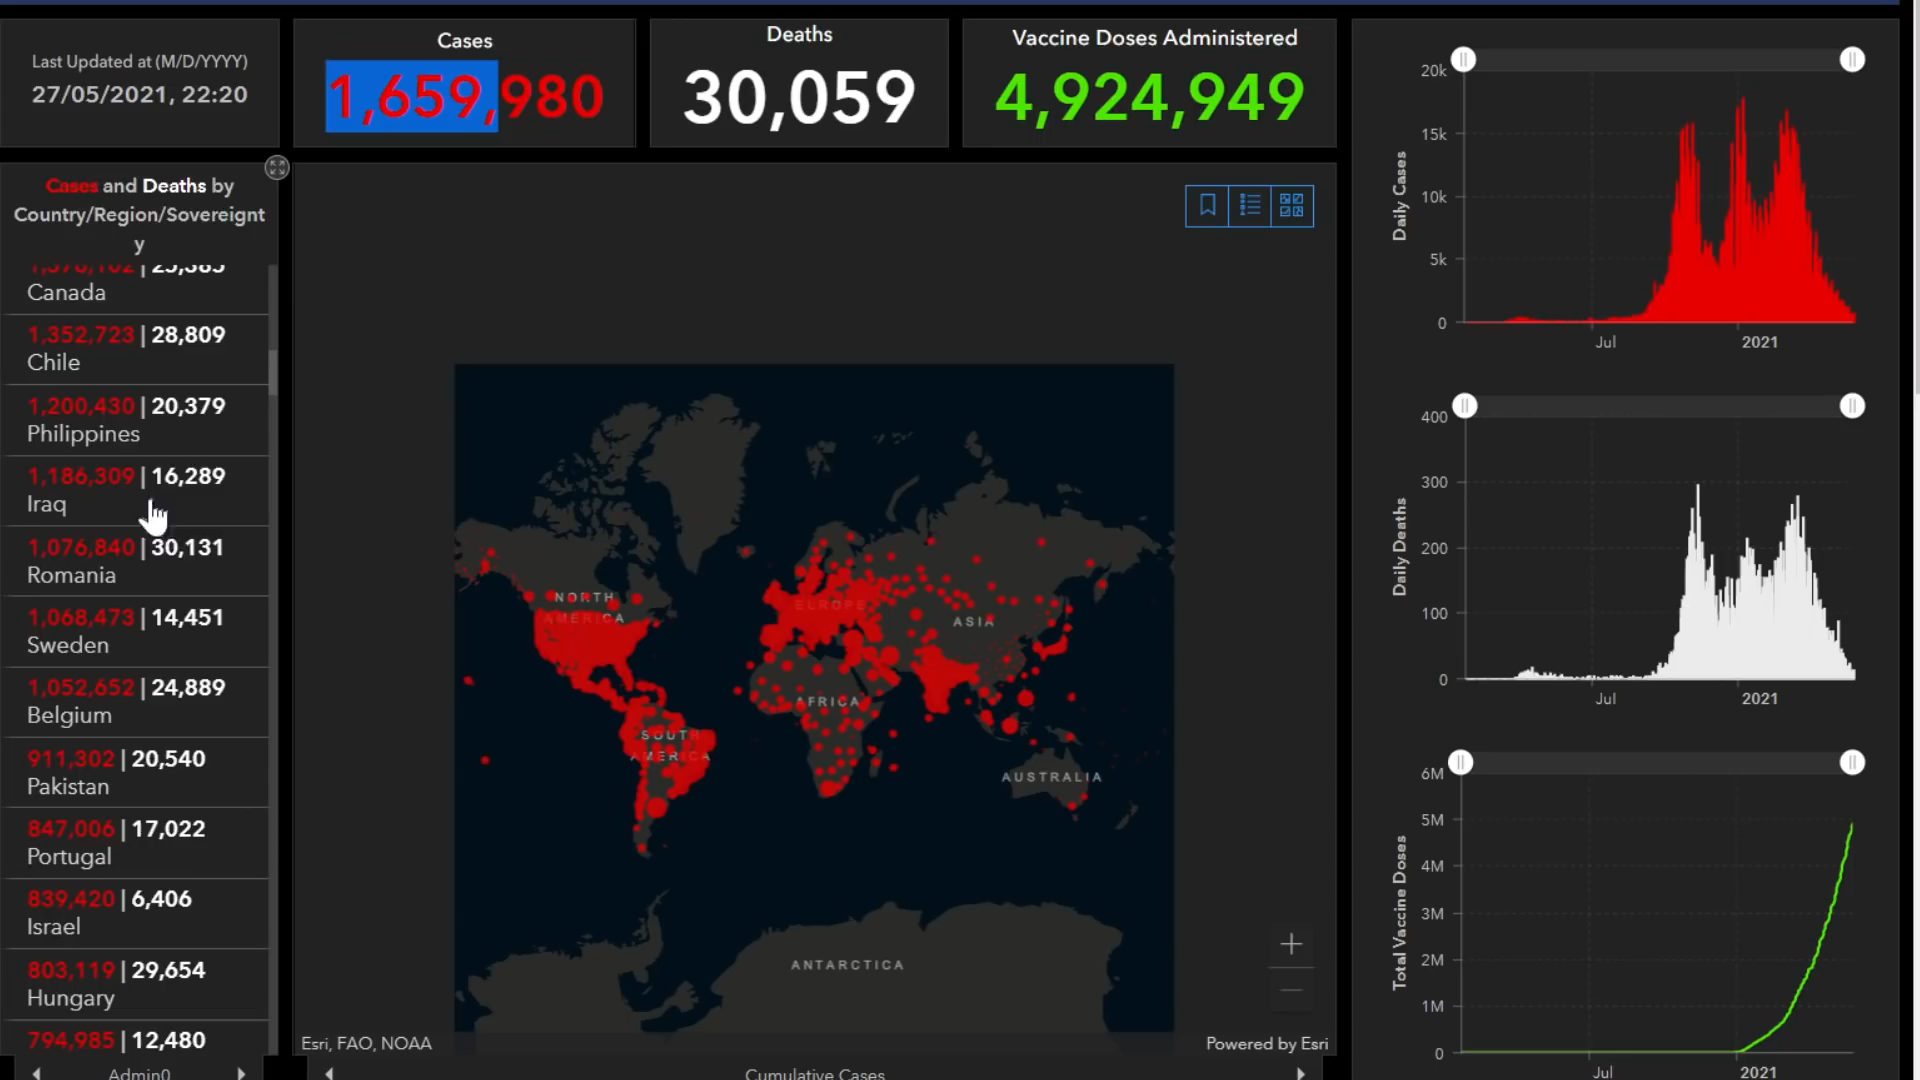 Last Updated at (M/D/YYYY)
27/05/2021, 22:20
Cases
1,659,980
Deaths
30,059
Vaccine Doses Administered
4,924,949
Cases and Deaths by
Country/Region/Sovereignt
y
Canada
1,352,723 | 28,809
Chile
1,200,430 | 20,379
Philippines
1,186,309 | 16,289
Iraq
1,076,840 | 30,131
Romania
1,068,473 | 14,451
Sweden
1,052,652 | 24,889
Belgium
911,302 | 20,540
Pakistan
847,006 | 17,022
Portugal
839,420 | 6,406
Israel
803,119 | 29,654
Hungary
794,985 | 12,480
Admin0
NORTH
AMERICA
EUROPE
ASIA
AFRICA
SOUTH
AMERICA
AUSTRALIA
ANTARCTICA
+
−
Esri, FAO, NOAA
Powered by Esri
Cumulative Cases
Daily Cases
20k
15k
10k
5k
0
Jul
2021
Daily Deaths
400
300
200
100
0
Jul
2021
Total Vaccine Doses
6M
5M
4M
3M
2M
1M
0
Jul
2021